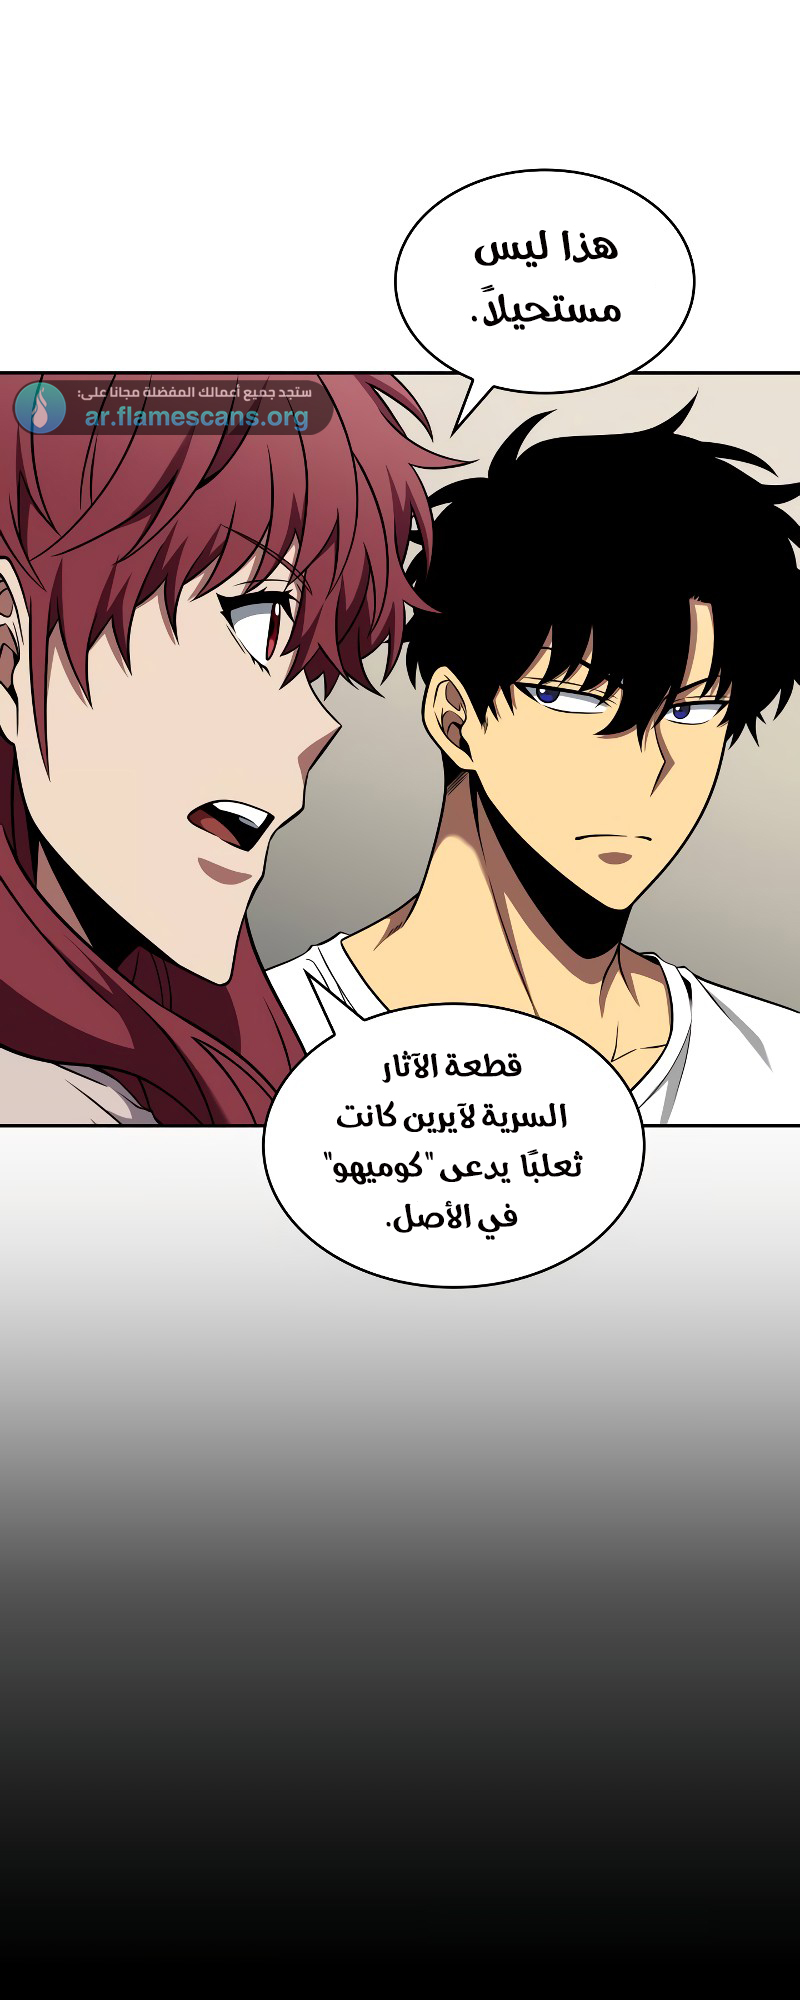 هذا ليس
مستحيلاً.
ستجد جميع أعمالك المفضلة مجانا على:
ar.flamescans.org
قطعة الآثار
السرية لآيرين كانت
ثعلبًا يدعى "كوميهو"
في الأصل.